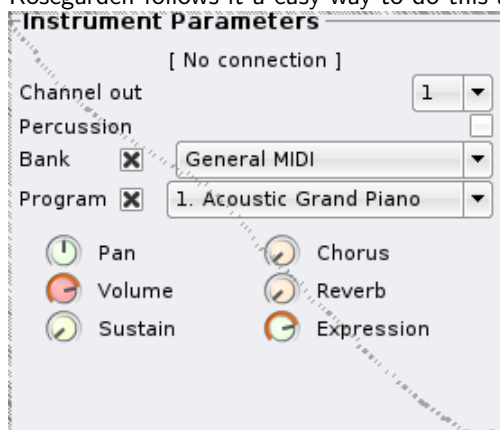 Rosegarden follows it a easy way to do this
Instrument Parameters
[ No connection ]
Channel out 1
Percussion
Bank General MIDI
Program 1. Acoustic Grand Piano
Pan Chorus
Volume Reverb
Sustain Expression